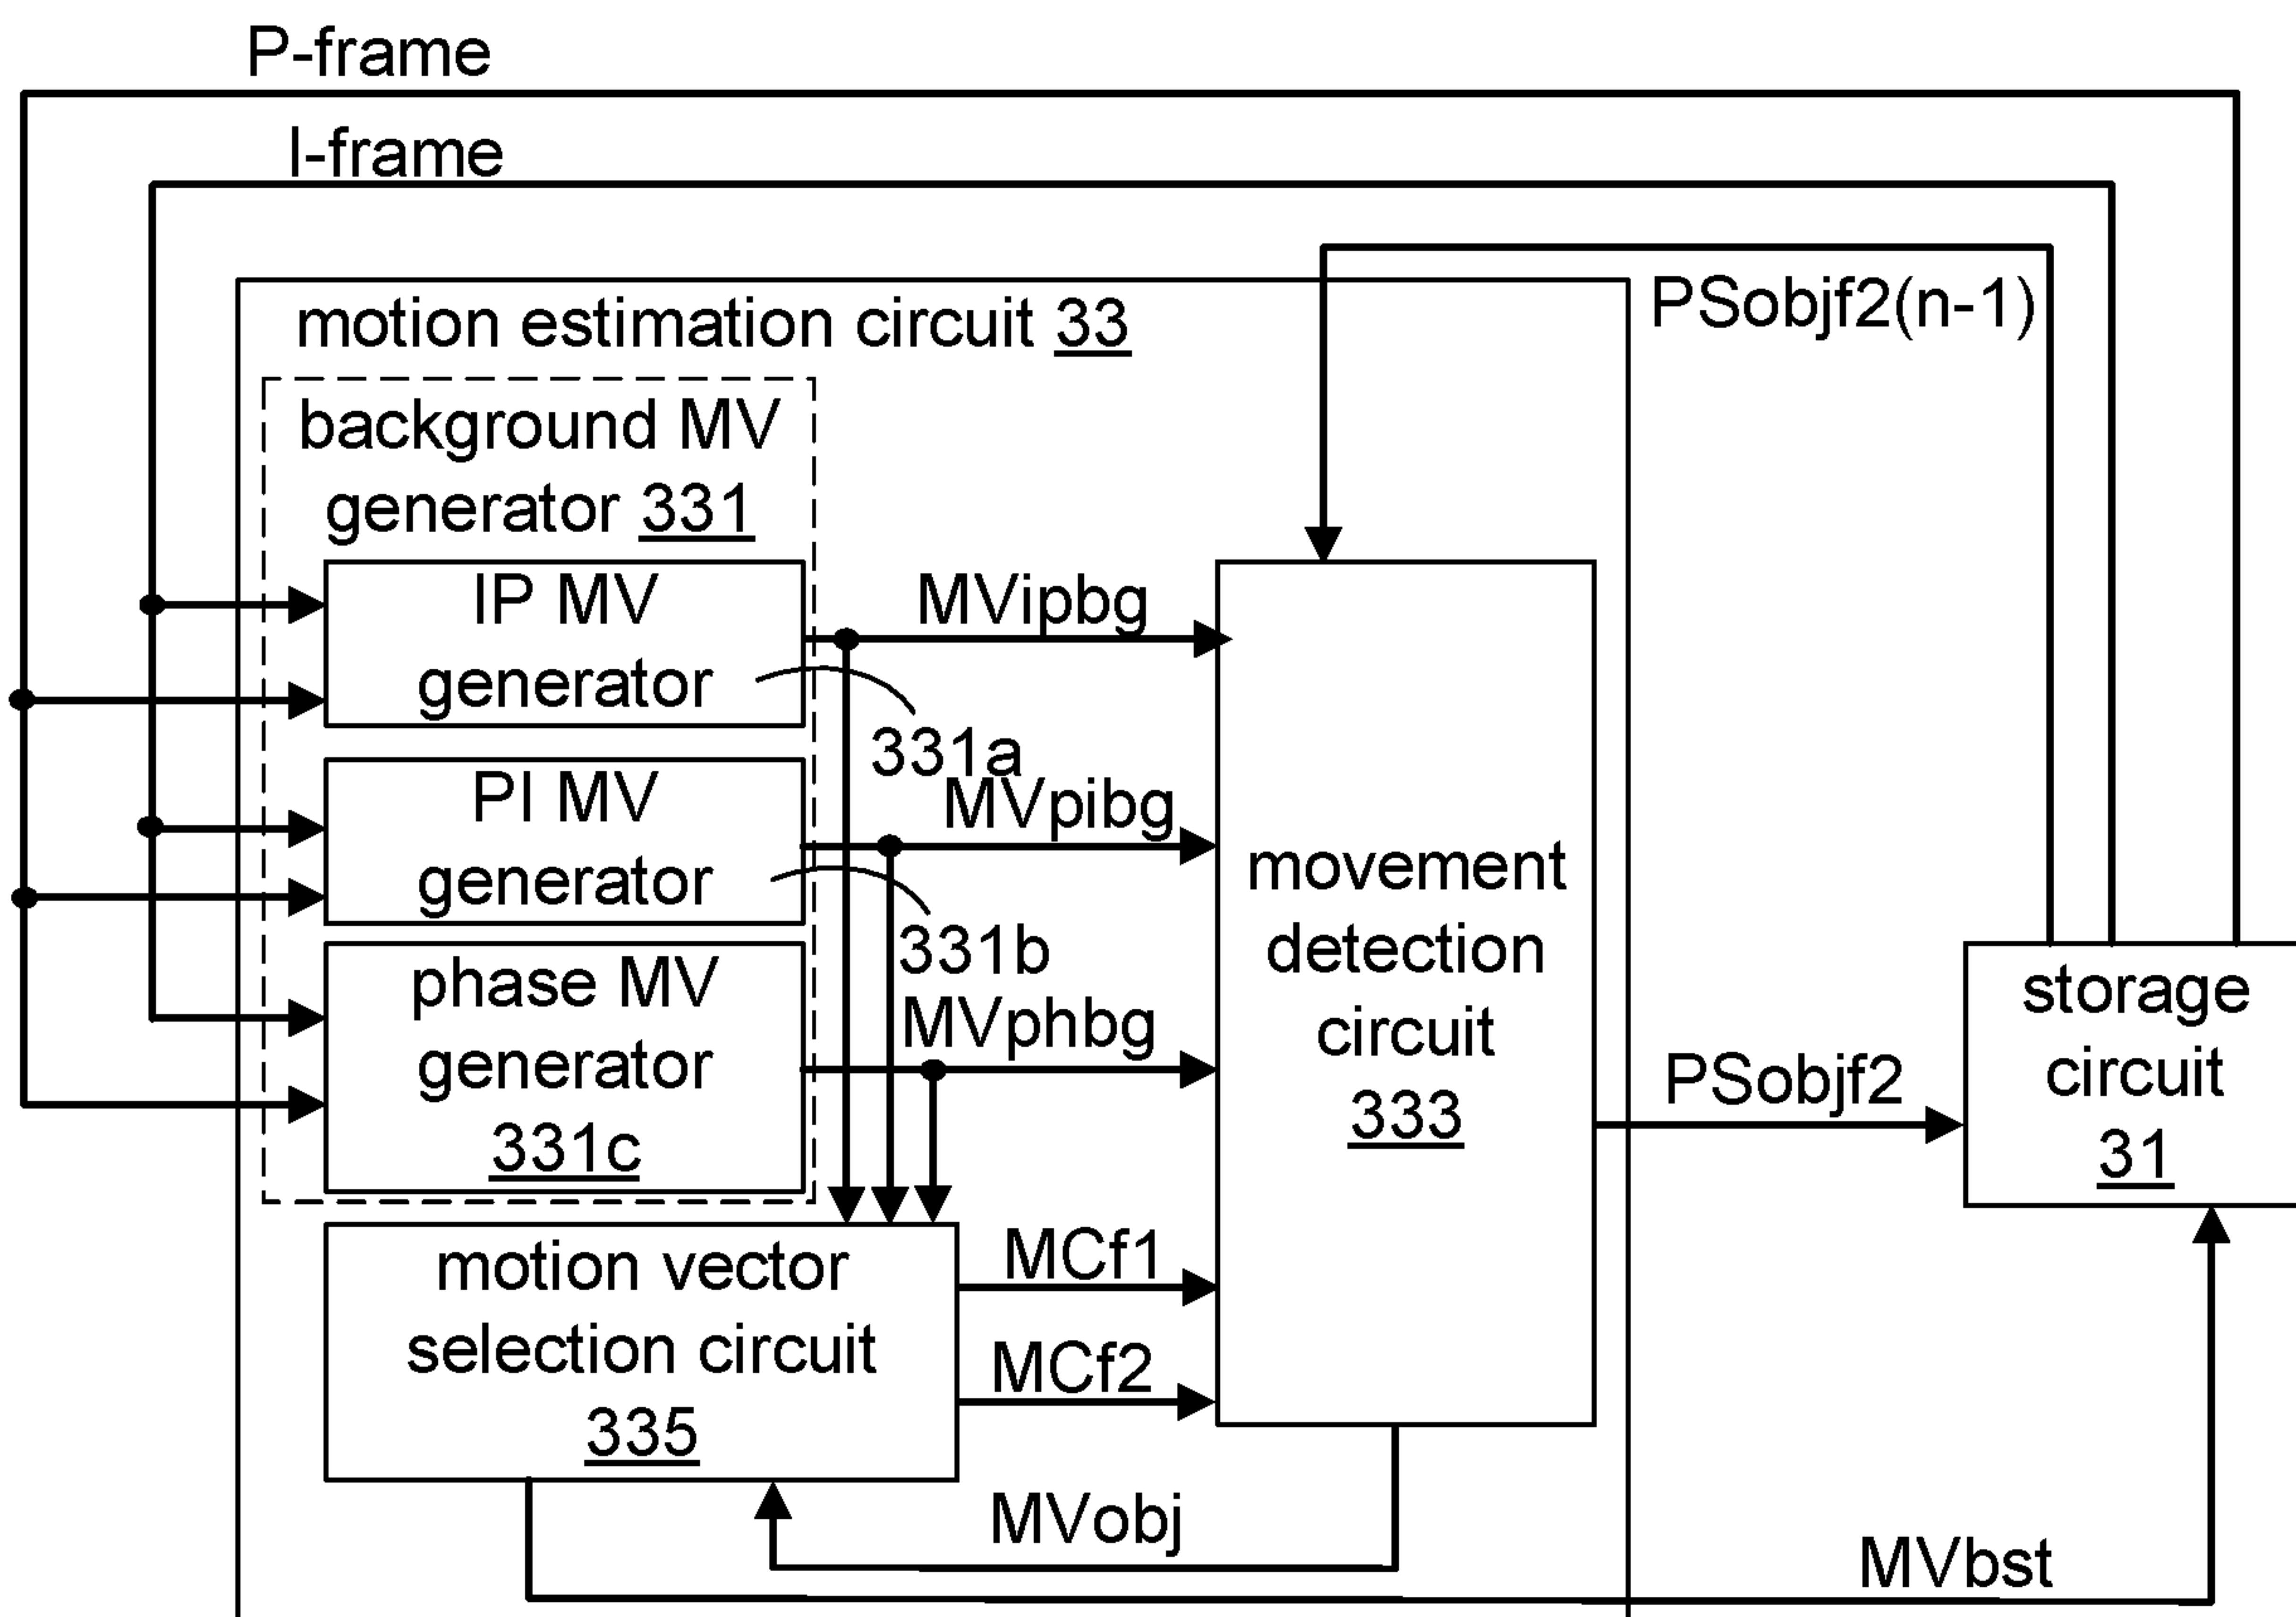 P-frame
I-frame
PSobjf2(n-1)
motion estimation circuit 33
background MV
generator 331
IP MV
generator
MVipbg
331a
PI MV
generator
MVpibg
331b
phase MV
generator
331c
MVphbg
movement
detection
circuit
333
storage
circuit
31
PSobjf2
motion vector
selection circuit
335
MCf1
MCf2
MVobj
MVbst